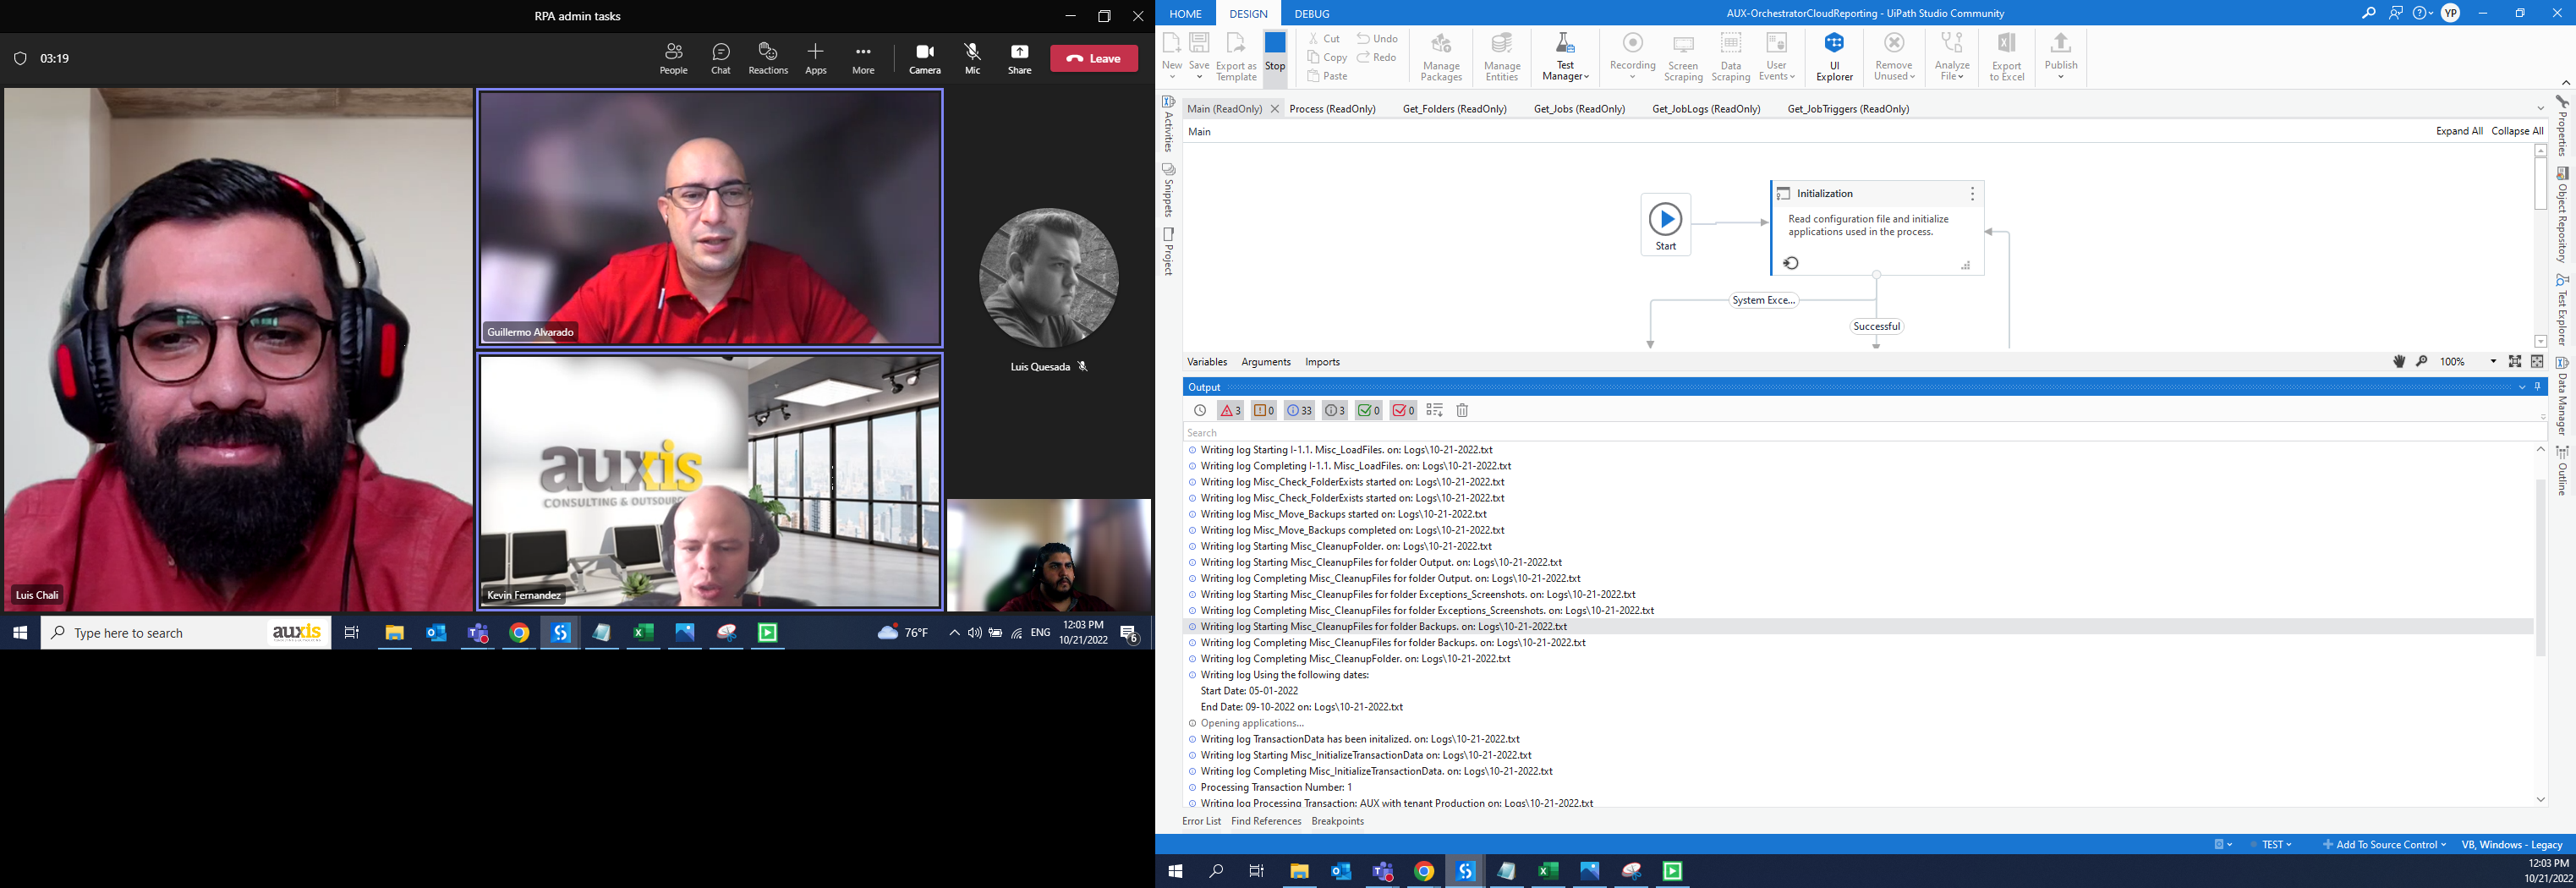 RPA admin tasks
03:19
People
Chat
Reactions
Apps
More
Camera
Mic
Share
Leave
Luis Chali
Guillermo Alvarado
auxis
CONSULTING & OUTSOURC
Kevin Fernandez
Luis Quesada
Type here to search
auxis
76°F
ENG
12:03 PM
10/21/2022
6
HOME DESIGN DEBUG
AUX-OrchestratorCloudReporting - UiPath Studio Community
YP
New
Save
Export as Template
Stop
Cut
Copy
Paste
Undo
Redo
Manage Packages
Manage Entities
Test Manager
Recording
Screen Scraping
Data Scraping
User Events
UI Explorer
Remove Unused
Analyze File
Export to Excel
Publish
Main (ReadOnly) Process (ReadOnly) Get_Folders (ReadOnly) Get_Jobs (ReadOnly) Get_JobLogs (ReadOnly) Get_JobTriggers (ReadOnly)
Main
Expand All Collapse All
Activities
Snippets
Project
Start
Initialization
Read configuration file and initialize
applications used in the process.
System Exce...
Successful
Variables Arguments Imports
100%
Output
3 0 33 3 0 0
Search
Writing log Starting I-1.1. Misc_LoadFiles. on: Logs\10-21-2022.txt
Writing log Completing I-1.1. Misc_LoadFiles. on: Logs\10-21-2022.txt
Writing log Misc_Check_FolderExists started on: Logs\10-21-2022.txt
Writing log Misc_Check_FolderExists started on: Logs\10-21-2022.txt
Writing log Misc_Move_Backups started on: Logs\10-21-2022.txt
Writing log Misc_Move_Backups completed on: Logs\10-21-2022.txt
Writing log Starting Misc_CleanupFolder. on: Logs\10-21-2022.txt
Writing log Starting Misc_CleanupFiles for folder Output. on: Logs\10-21-2022.txt
Writing log Completing Misc_CleanupFiles for folder Output. on: Logs\10-21-2022.txt
Writing log Starting Misc_CleanupFiles for folder Exceptions_Screenshots. on: Logs\10-21-2022.txt
Writing log Completing Misc_CleanupFiles for folder Exceptions_Screenshots. on: Logs\10-21-2022.txt
Writing log Starting Misc_CleanupFiles for folder Backups. on: Logs\10-21-2022.txt
Writing log Completing Misc_CleanupFiles for folder Backups. on: Logs\10-21-2022.txt
Writing log Completing Misc_CleanupFolder. on: Logs\10-21-2022.txt
Writing log Using the following dates:
Start Date: 05-01-2022
End Date: 09-10-2022 on: Logs\10-21-2022.txt
Opening applications...
Writing log TransactionData has been initalized. on: Logs\10-21-2022.txt
Writing log Starting Misc_InitializeTransactionData on: Logs\10-21-2022.txt
Writing log Completing Misc_InitializeTransactionData. on: Logs\10-21-2022.txt
Processing Transaction Number: 1
Writing log Processing Transaction: AUX with tenant Production on: Logs\10-21-2022.txt
Error List Find References Breakpoints
Properties
Object Repository
Test Explorer
Data Manager
Outline
TEST
Add To Source Control
VB, Windows - Legacy
12:03 PM
10/21/2022